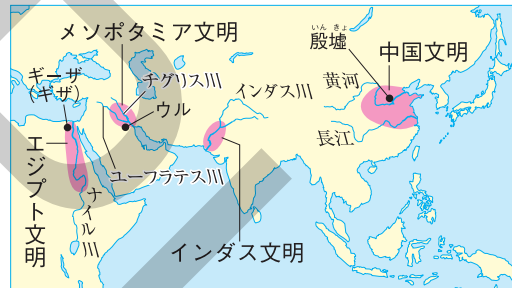 メソポタミア文明
いん きょ
殷墟
中国文明
ギーザ
(ギザ)
チグリス川
インダス川
黄河
ウル
長江
エジプト文明
ユーフラテス川
ナイル川
インダス文明